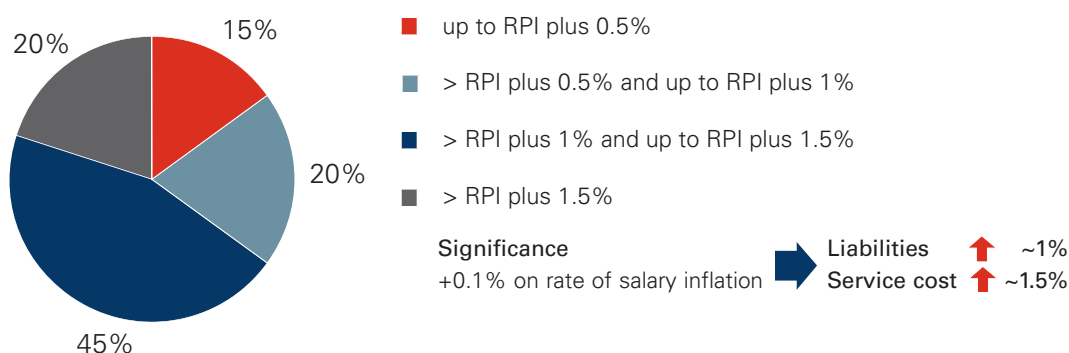 15%
20%
20%
45%
up to RPI plus 0.5%
> RPI plus 0.5% and up to RPI plus 1%
> RPI plus 1% and up to RPI plus 1.5%
> RPI plus 1.5%
Significance
+0.1% on rate of salary inflation
Liabilities ~1%
Service cost ~1.5%